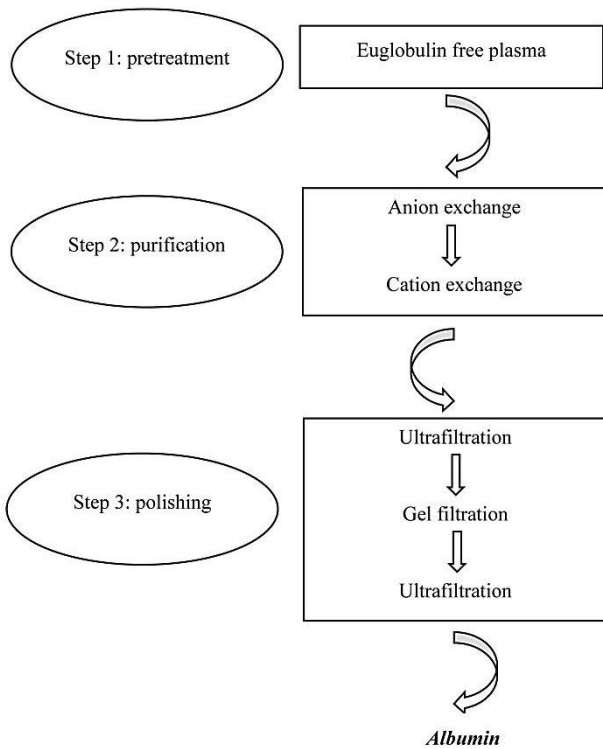 Step 1: pretreatment
Euglobulin free plasma
Step 2: purification
Anion exchange
Cation exchange
Step 3: polishing
Ultrafiltration
Gel filtration
Ultrafiltration
Albumin